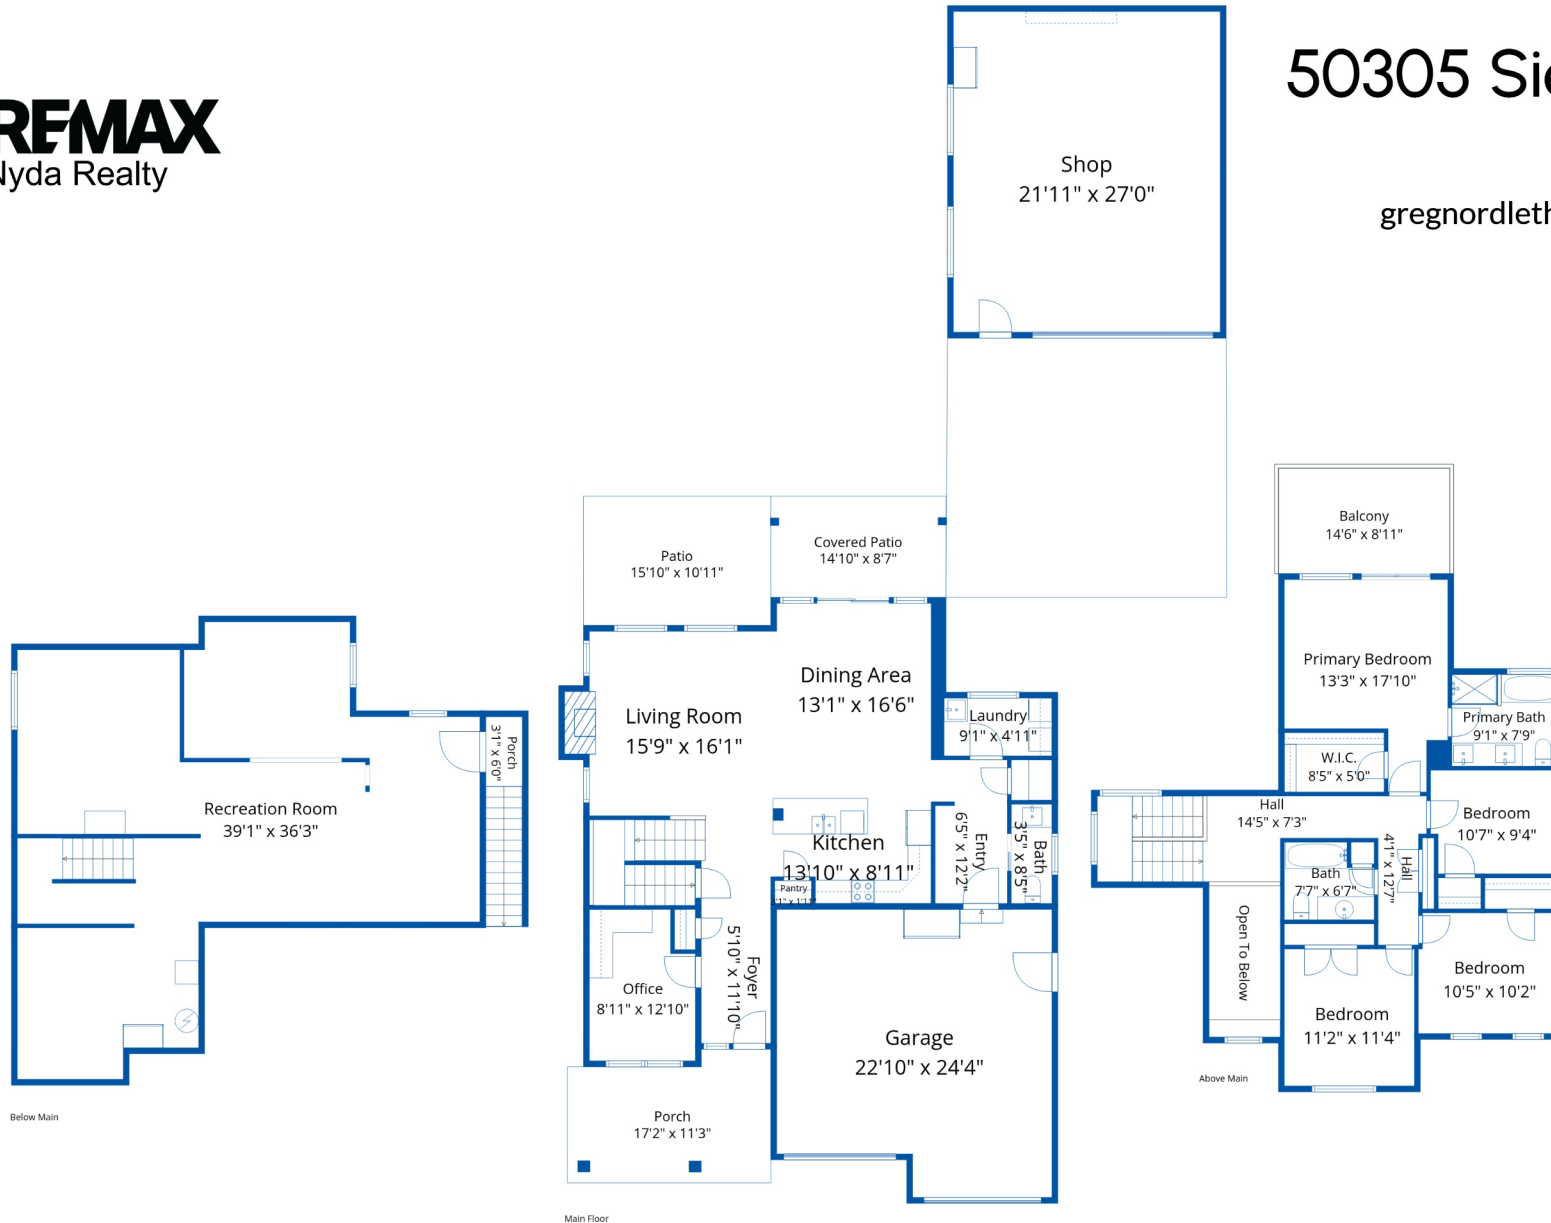 REMAX
Nyda Realty
50305 Sie
gregnordleth
Shop
21'11" x 27'0"
Balcony
14'6" x 8'11"
Patio
15'10" x 10'11"
Covered Patio
14'10" x 8'7"
Primary Bedroom
13'3" x 17'10"
Dining Area
13'1" x 16'6"
Living Room
15'9" x 16'1"
Laundry
9'1" x 4'11"
Primary Bath
9'1" x 7'9"
W.I.C.
8'5" x 5'0"
Porch
3'1" x 6'0"
Recreation Room
39'1" x 36'3"
Hall
14'5" x 7'3"
Bedroom
10'7" x 9'4"
Kitchen
13'10" x 8'11"
Pantry
3'1" x 1'11"
Entry
6'5" x 12'2"
Bath
3'5" x 8'5"
Hall
4'1" x 12'7"
Bath
7'7" x 6'7"
Open To Below
Foyer
5'10" x 11'10"
Office
8'11" x 12'10"
Bedroom
10'5" x 10'2"
Bedroom
11'2" x 11'4"
Garage
22'10" x 24'4"
Porch
17'2" x 11'3"
Above Main
Below Main
Main Floor